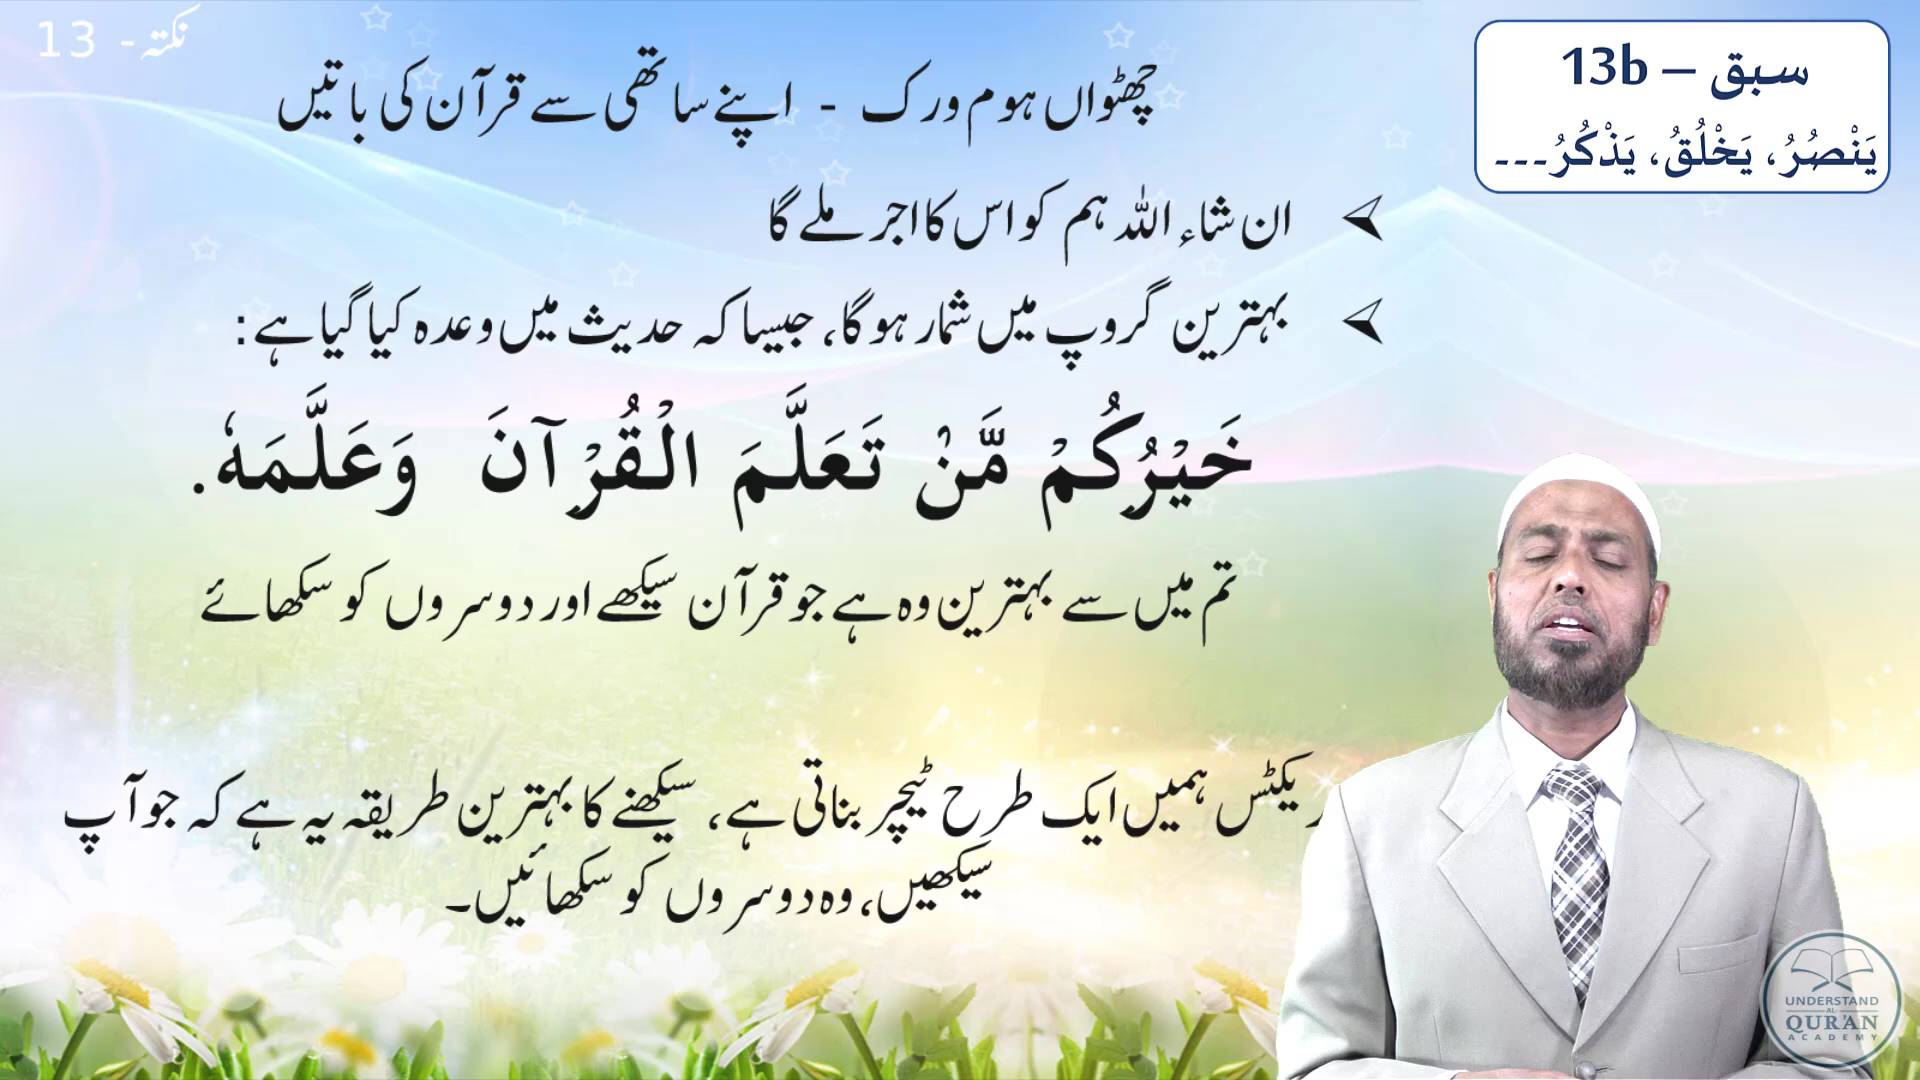 نکتہ- 13
سبق – 13b
يَنْصُرُ، يَخْلُقُ، يَذْكُرُ۔۔۔
چھٹواں ہوم ورک - اپنے ساتھی سے قرآن کی باتیں
ان شاء اللہ ہم کو اس کا اجر ملے گا
بہترین گروپ میں شمار ہوگا، جیسا کہ حدیث میں وعدہ کیا گیا ہے:
خَيْرُكُمْ مَّنْ تَعَلَّمَ الْقُرْآنَ وَعَلَّمَهٗ.
تم میں سے بہترین وہ ہے جو قرآن سیکھے اور دوسروں کو سکھائے
ریکٹس ہمیں ایک طرح ٹیچر بناتی ہے، سیکھنے کا بہترین طریقہ یہ ہے کہ جو آپ
سیکھیں، وہ دوسروں کو سکھائیں۔
UNDERSTAND
AL
QUR'AN
ACADEMY